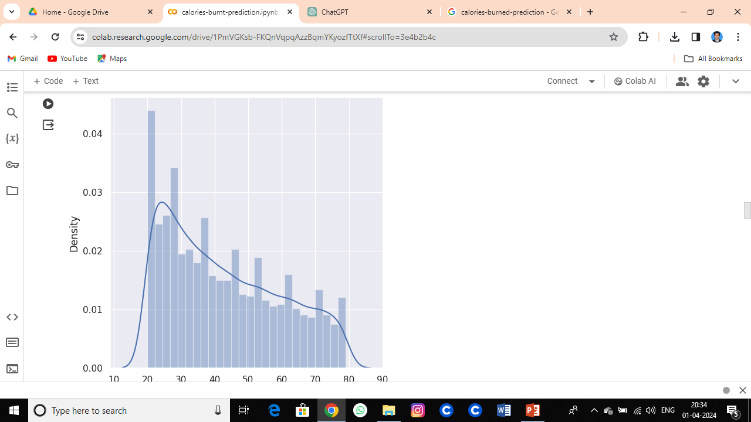 Home - Google Drive
calories-burnt-prediction.ipynb
ChatGPT
calories-burned-prediction - Go
colab.research.google.com/drive/1PmVGKsb-FKQnVqpqAzzBqmYKyozfTtXf#scrollTo=3e4b2b4c
Gmail YouTube Maps All Bookmarks
+ Code + Text Connect Colab AI
{x}
0.04
0.03
0.02
0.01
0.00
Density
10 20 30 40 50 60 70 80 90
Type here to search
ENG
20:34
01-04-2024